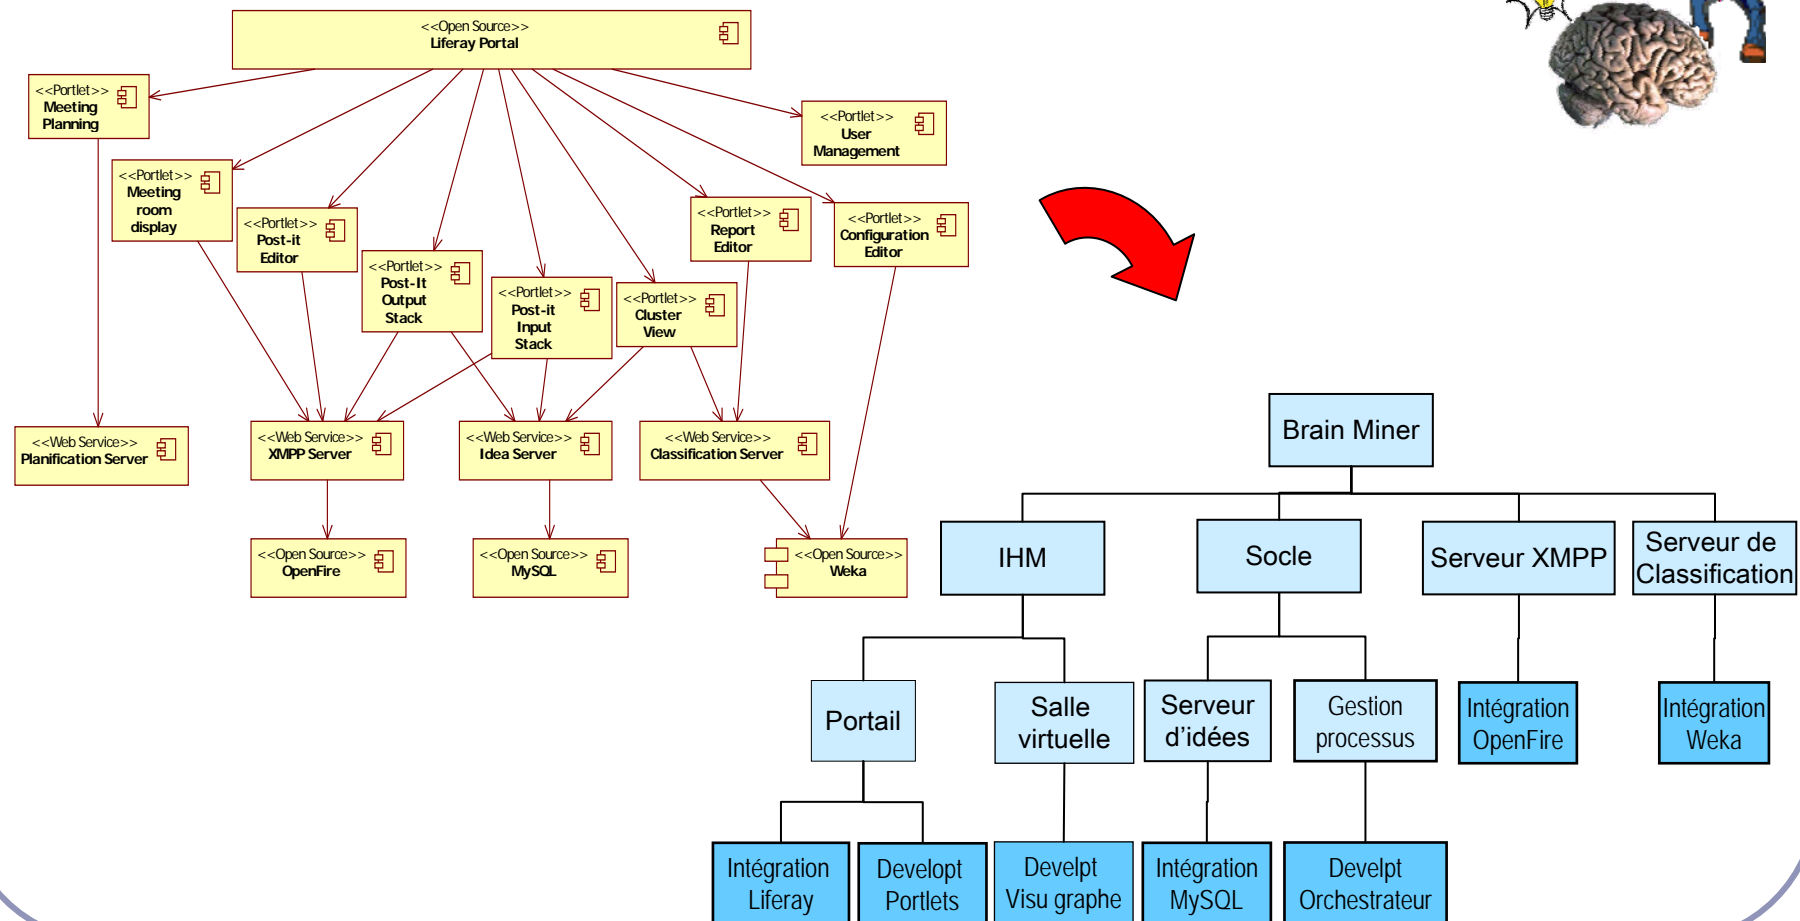 <<Open Source>>
Liferay Portal
<<Portlet>>
Meeting
Planning
<<Portlet>>
User
Management
<<Portlet>>
Meeting
room
display
<<Portlet>>
Post-it
Editor
<<Portlet>>
Post-It
Output
Stack
<<Portlet>>
Post-it
Input
Stack
<<Portlet>>
Cluster
View
<<Portlet>>
Report
Editor
<<Portlet>>
Configuration
Editor
<<Web Service>>
Planification Server
<<Web Service>>
XMPP Server
<<Web Service>>
Idea Server
<<Web Service>>
Classification Server
<<Open Source>>
OpenFire
<<Open Source>>
MySQL
<<Open Source>>
Weka
Brain Miner
IHM
Socle
Serveur XMPP
Serveur de
Classification
Portail
Salle
virtuelle
Serveur
d’idées
Gestion
processus
Intégration
OpenFire
Intégration
Weka
Intégration
Liferay
Developt
Portlets
Develpt
Visu graphe
Intégration
MySQL
Develpt
Orchestrateur